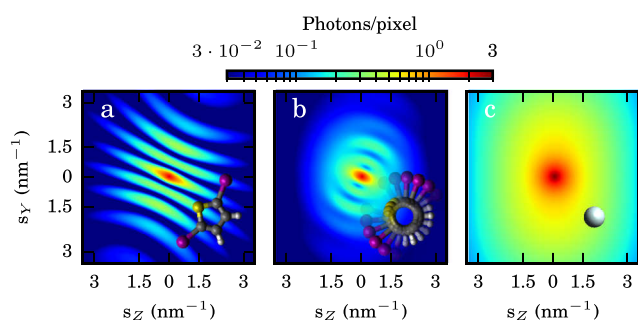 Photons/pixel
3 · 10⁻² 10⁻¹ 10⁰ 3
a b c
s_Y (nm⁻¹)
3
1.5
0
1.5
3
3 1.5 0 1.5 3 3 1.5 0 1.5 3 3 1.5 0 1.5 3
s_Z (nm⁻¹) s_Z (nm⁻¹) s_Z (nm⁻¹)